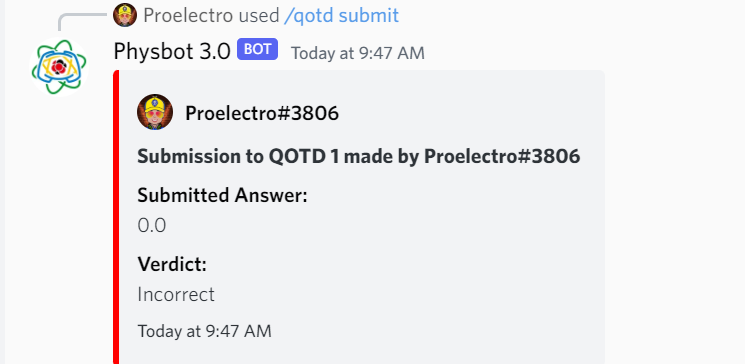 Proelectro used /qotd submit
Physbot 3.0 BOT Today at 9:47 AM
Proelectro#3806
Submission to QOTD 1 made by Proelectro#3806
Submitted Answer:
0.0
Verdict:
Incorrect
Today at 9:47 AM